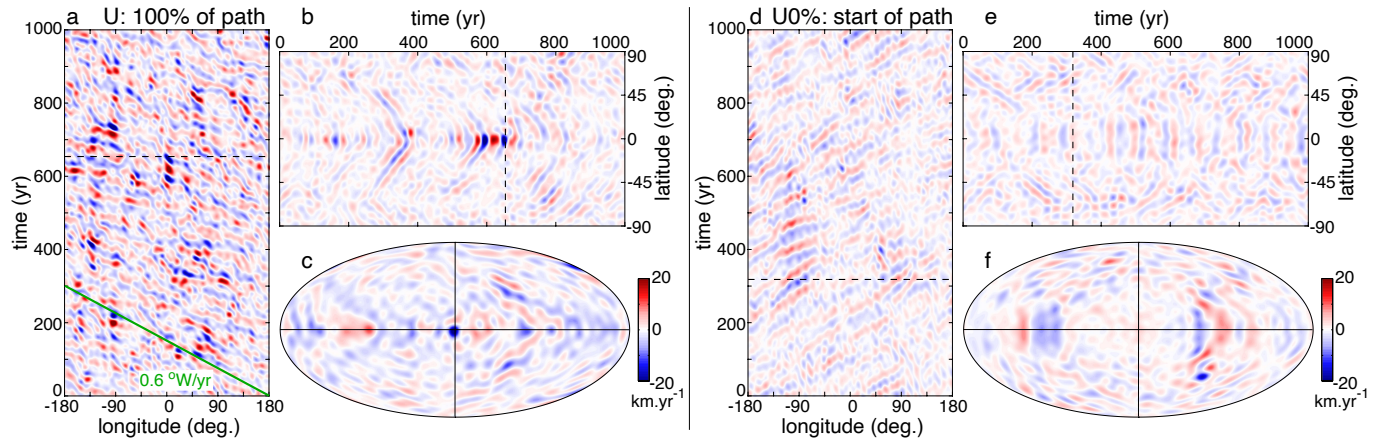 a U: 100% of path
1000
800
600
400
200
0
time (yr)
-180 -90 0 90 180
longitude (deg.)
0.6 °W/yr
b time (yr)
0 200 400 600 800 1000
90
45
0
-45
-90
latitude (deg.)
c
20
0
-20
km.yr-1
d U0%: start of path
1000
800
600
400
200
0
time (yr)
-180 -90 0 90 180
longitude (deg.)
e time (yr)
0 200 400 600 800 1000
90
45
0
-45
-90
latitude (deg.)
f
20
0
-20
km.yr-1